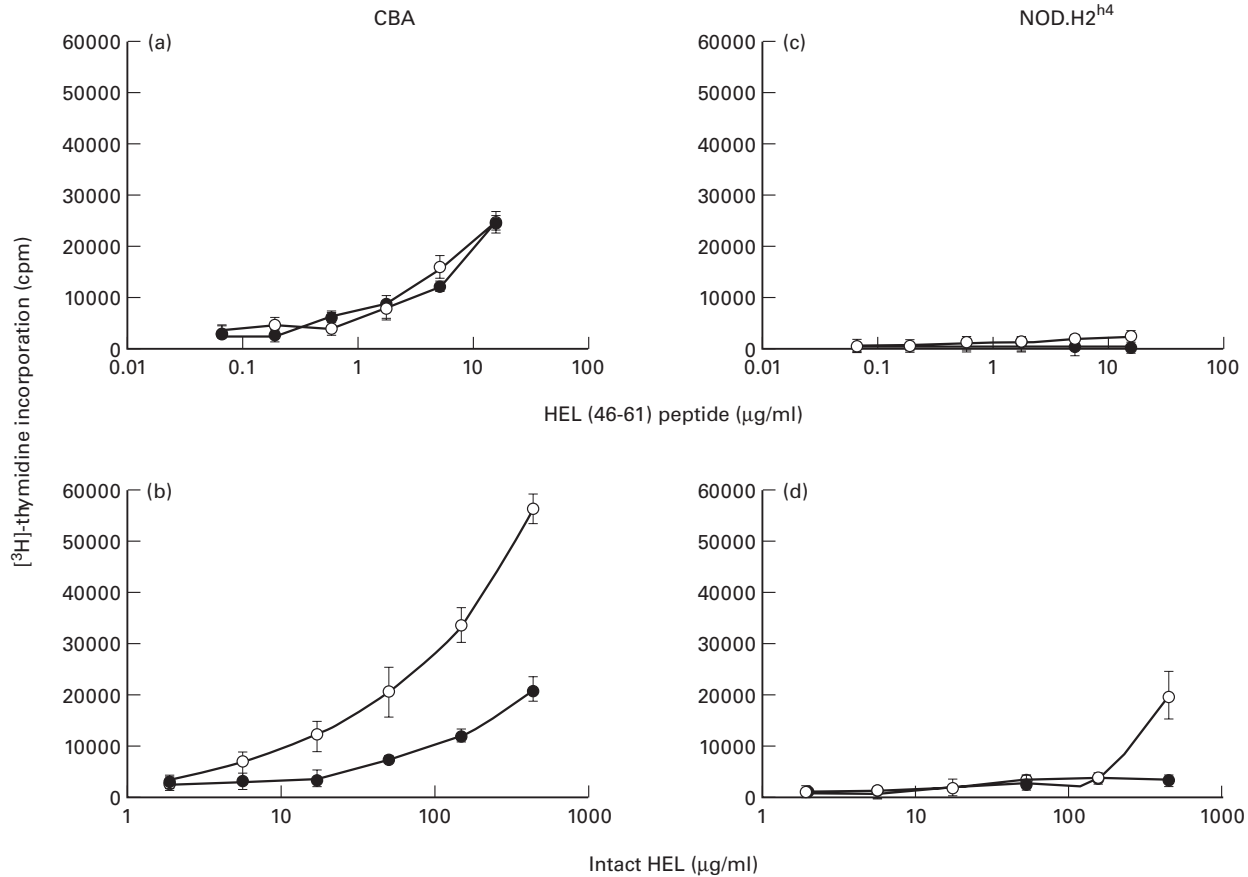 CBA
NOD.H2h4
[3H]-thymidine incorporation (cpm)
(a)
60000
50000
40000
30000
20000
10000
0
0.01 0.1 1 10 100
(c)
60000
50000
40000
30000
20000
10000
0
0.01 0.1 1 10 100
HEL (46-61) peptide (μg/ml)
(b)
60000
50000
40000
30000
20000
10000
0
1 10 100 1000
(d)
60000
50000
40000
30000
20000
10000
0
1 10 100 1000
Intact HEL (μg/ml)